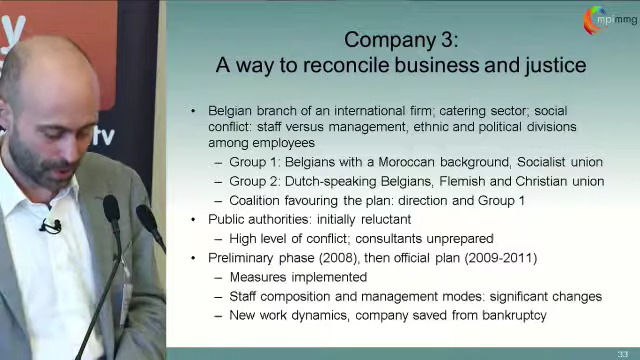 mpimmg
y
tv
Company 3:
A way to reconcile business and justice
• Belgian branch of an international firm; catering sector; social
conflict: staff versus management, ethnic and political divisions
among employees
– Group 1: Belgians with a Moroccan background, Socialist union
– Group 2: Dutch-speaking Belgians, Flemish and Christian union
– Coalition favouring the plan: direction and Group 1
• Public authorities: initially reluctant
– High level of conflict; consultants unprepared
• Preliminary phase (2008), then official plan (2009-2011)
– Measures implemented
– Staff composition and management modes: significant changes
– New work dynamics, company saved from bankruptcy
33